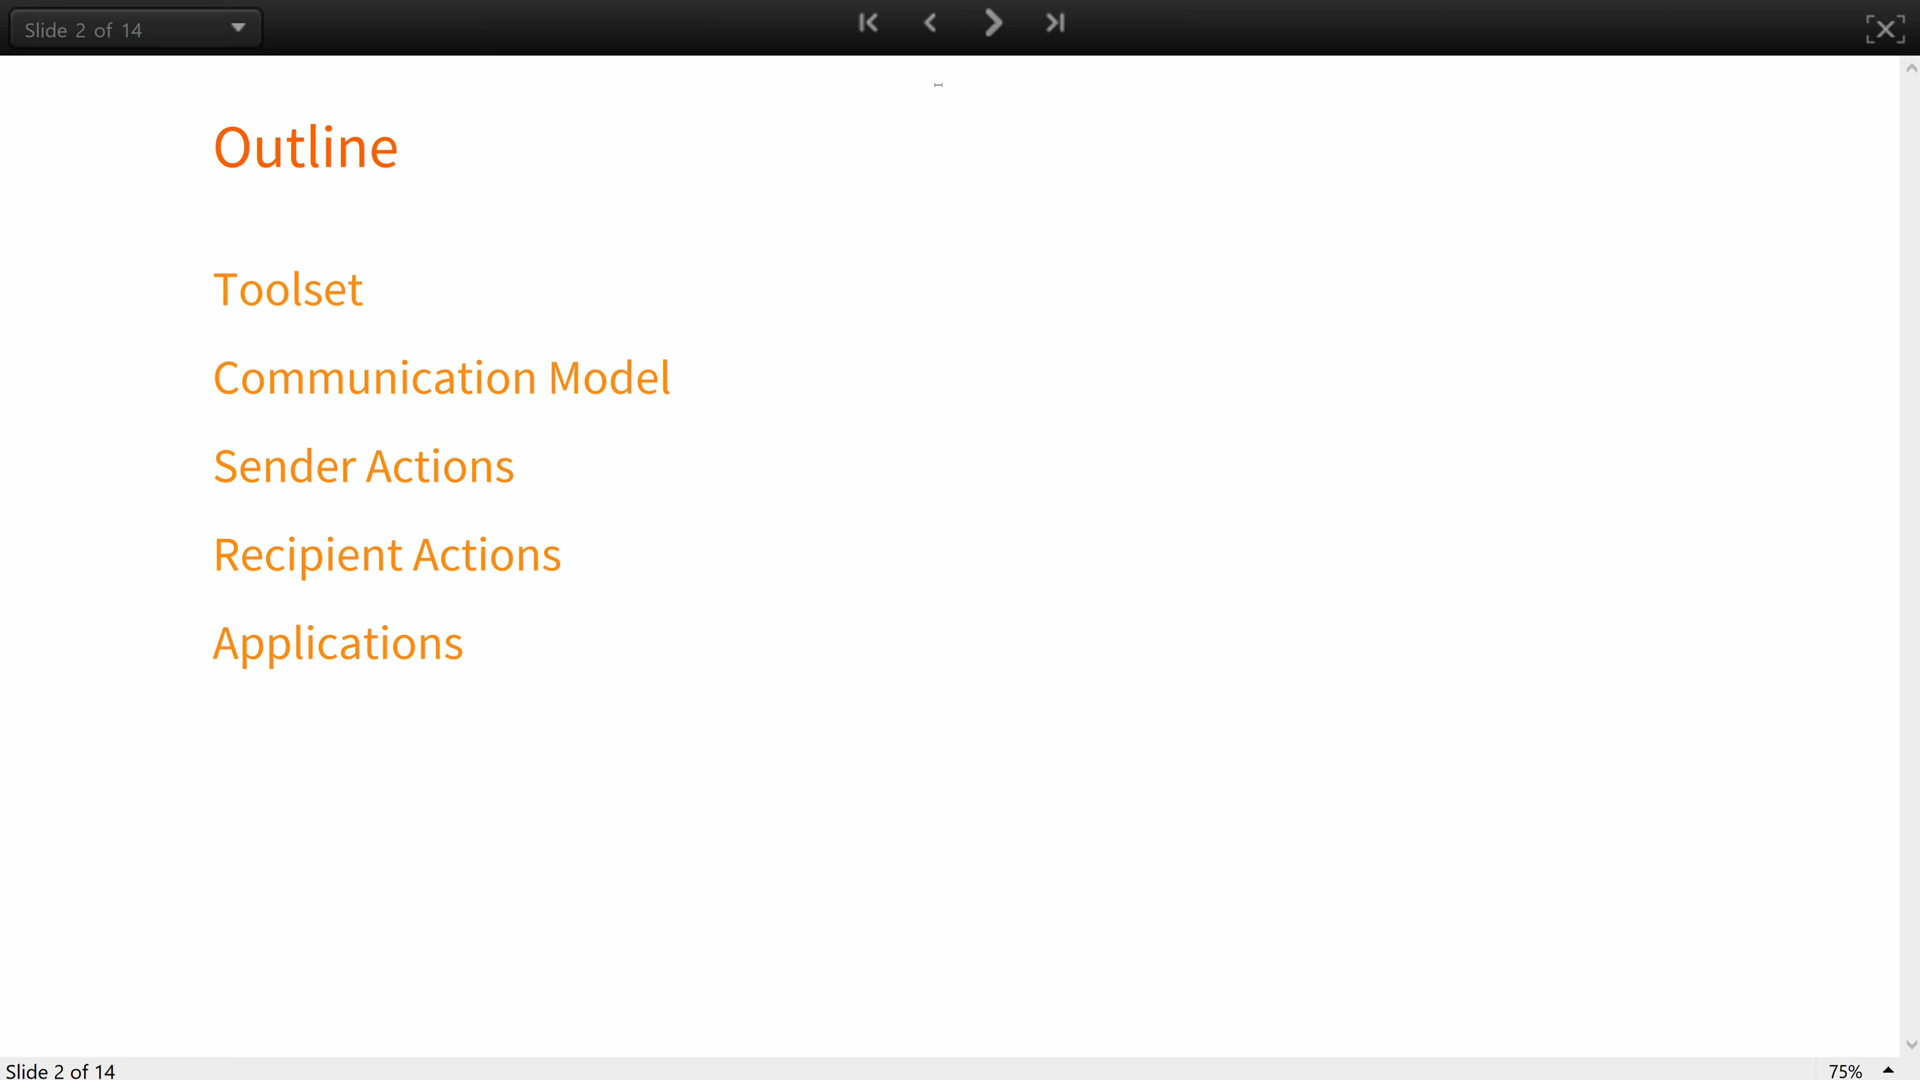 Slide 2 of 14
Outline
Toolset
Communication Model
Sender Actions
Recipient Actions
Applications
Slide 2 of 14
75%